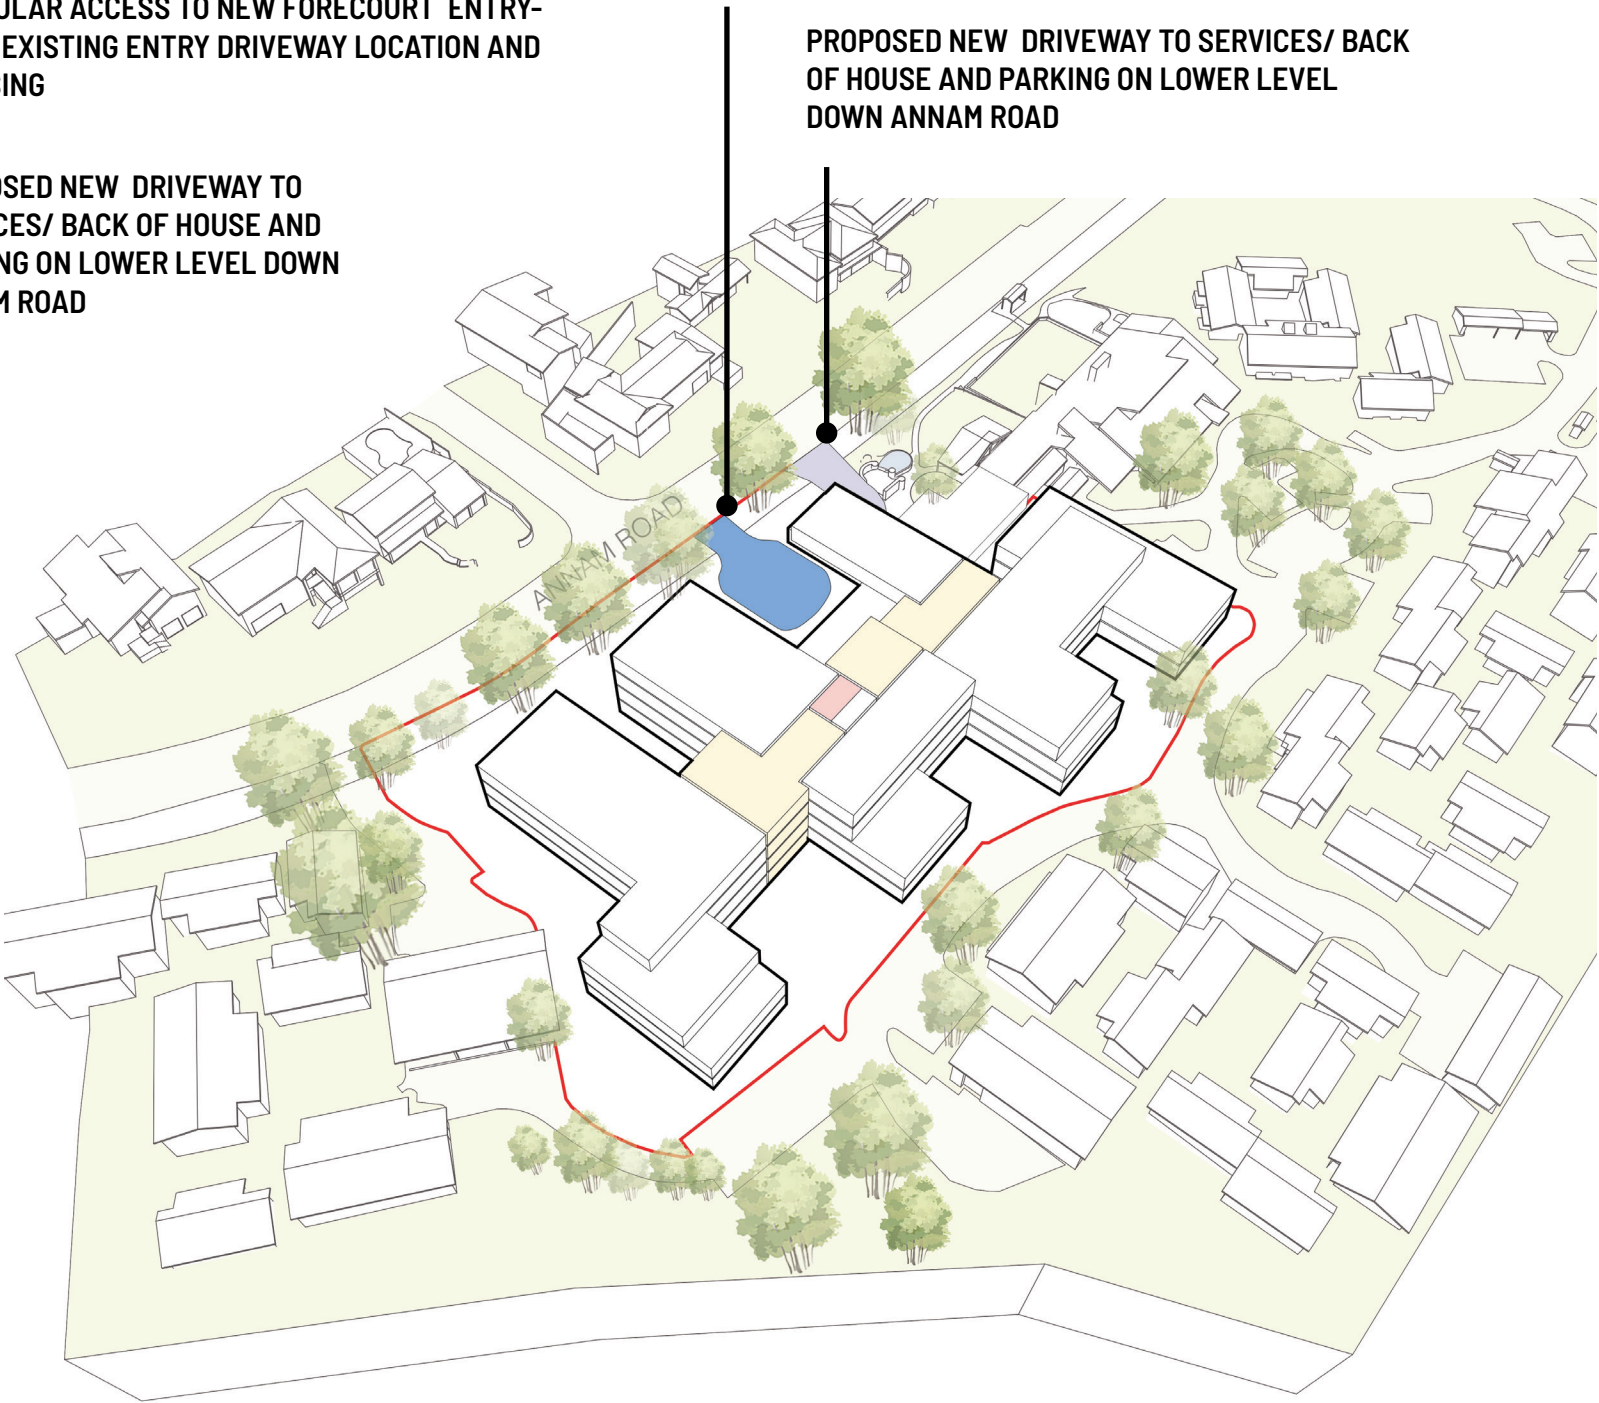 ULAR ACCESS TO NEW FORECOURT ENTRY-
EXISTING ENTRY DRIVEWAY LOCATION AND
ING
PROPOSED NEW DRIVEWAY TO SERVICES/ BACK
OF HOUSE AND PARKING ON LOWER LEVEL
DOWN ANNAM ROAD
OSED NEW DRIVEWAY TO
CES/ BACK OF HOUSE AND
NG ON LOWER LEVEL DOWN
M ROAD
ANNAM ROAD